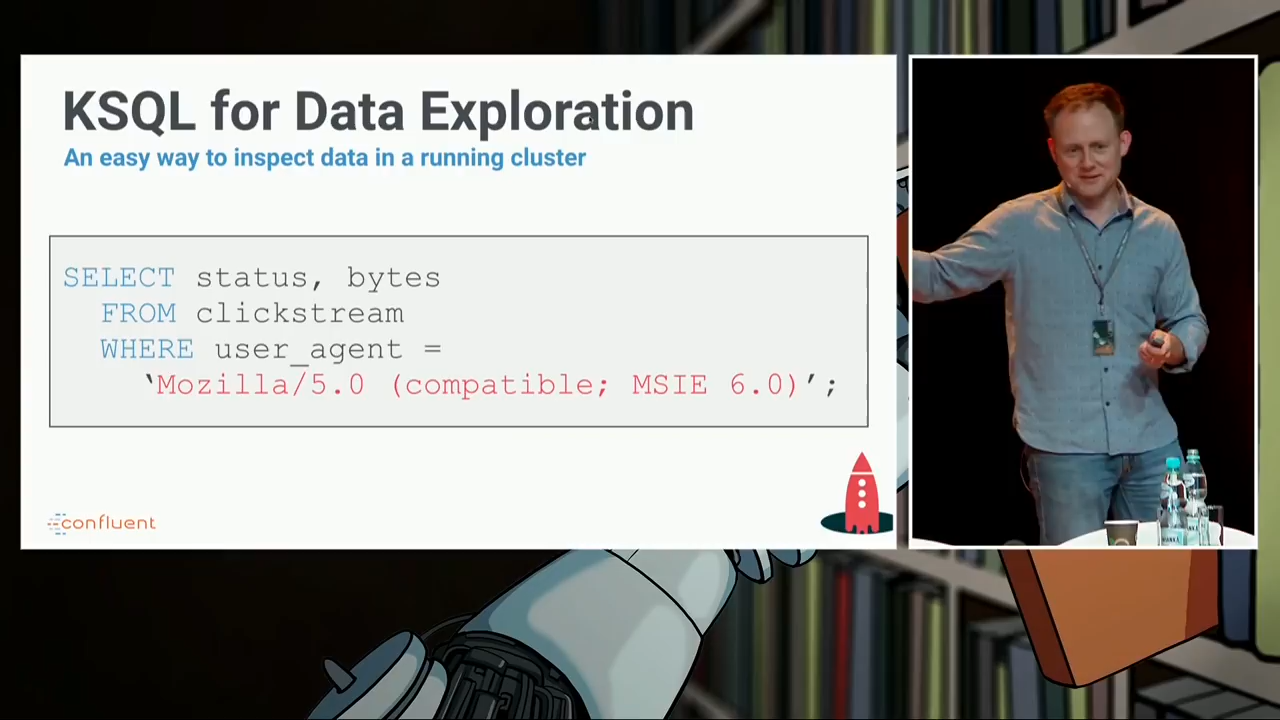 KSQL for Data Exploration
An easy way to inspect data in a running cluster
SELECT status, bytes
FROM clickstream
WHERE user_agent =
‘Mozilla/5.0 (compatible; MSIE 6.0)’;
confluent